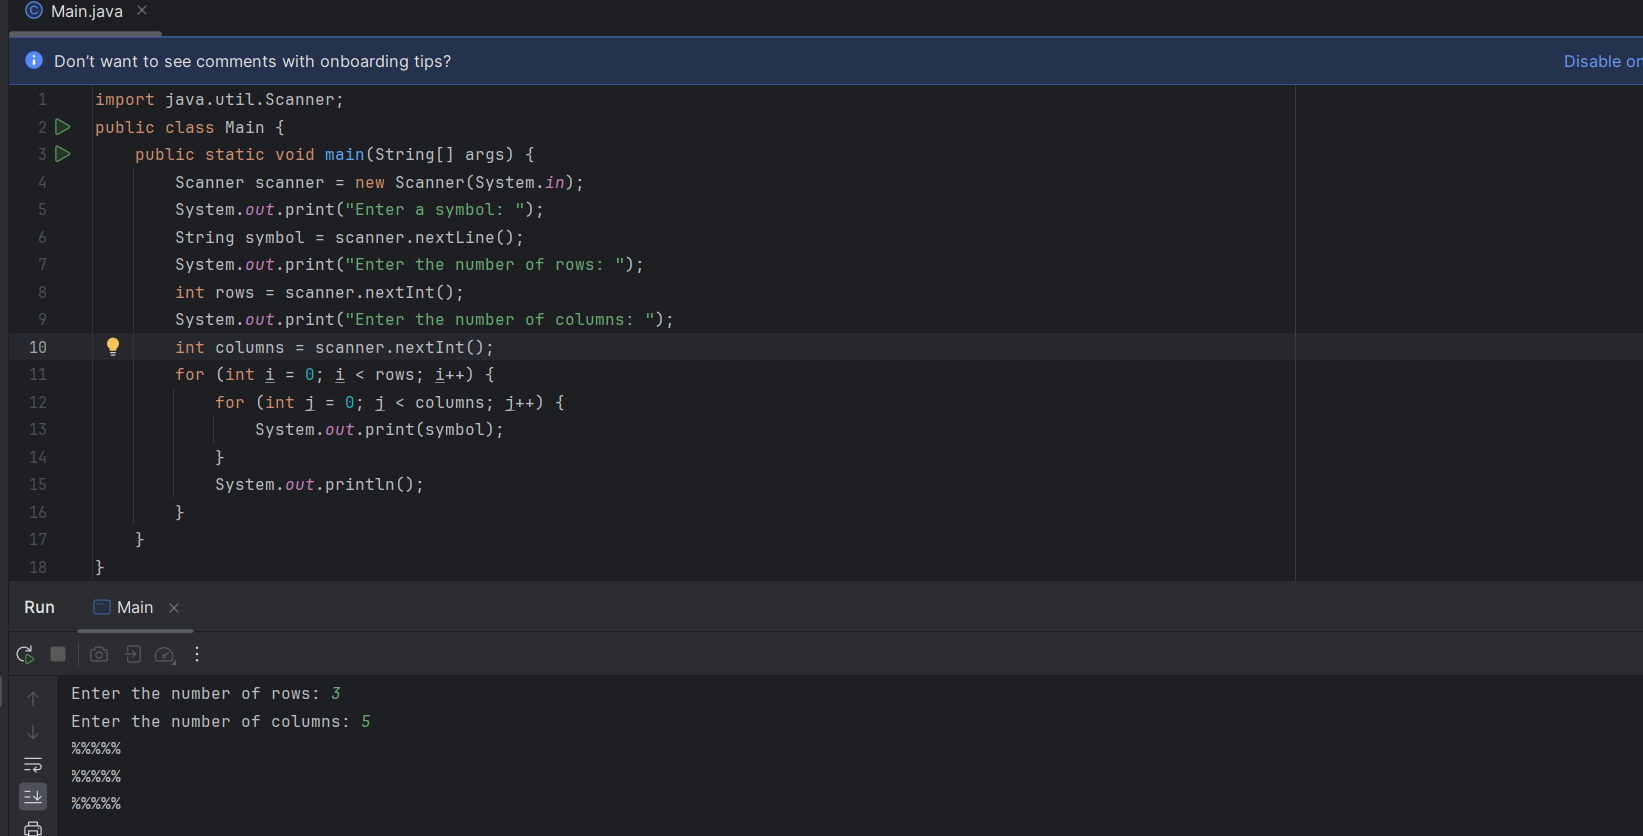 Main.java
Don't want to see comments with onboarding tips? Disable on
1 import java.util.Scanner;
2 public class Main {
3 public static void main(String[] args) {
4 Scanner scanner = new Scanner(System.in);
5 System.out.print("Enter a symbol: ");
6 String symbol = scanner.nextLine();
7 System.out.print("Enter the number of rows: ");
8 int rows = scanner.nextInt();
9 System.out.print("Enter the number of columns: ");
10 int columns = scanner.nextInt();
11 for (int i = 0; i < rows; i++) {
12 for (int j = 0; j < columns; j++) {
13 System.out.print(symbol);
14 }
15 System.out.println();
16 }
17 }
18 }
Run Main
Enter the number of rows: 3
Enter the number of columns: 5
%%%%%
%%%%%
%%%%%